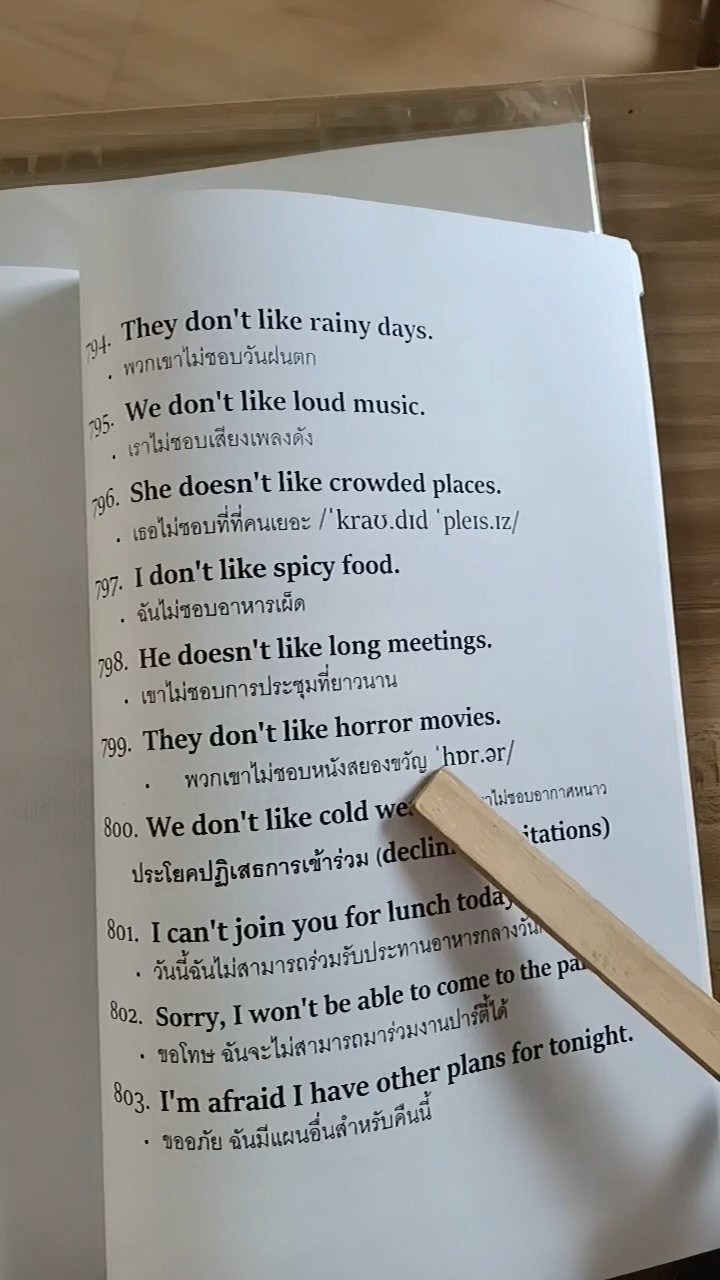 794. They don't like rainy days.
• พวกเขาไม่ชอบวันฝนตก
795. We don't like loud music.
• เราไม่ชอบเสียงเพลงดัง
796. She doesn't like crowded places.
• เธอไม่ชอบที่ที่คนเยอะ /ˈkraʊ.dɪd ˈpleɪs.ɪz/
797. I don't like spicy food.
• ฉันไม่ชอบอาหารเผ็ด
798. He doesn't like long meetings.
• เขาไม่ชอบการประชุมที่ยาวนาน
799. They don't like horror movies.
• พวกเขาไม่ชอบหนังสยองขวัญ ˈhɒr.ər/
800. We don't like cold ไม่ชอบอากาศหนาว
ประโยคปฏิเสธการเข้าร่วม
801. I can't join you for lunch today
• วันนี้ฉันไม่สามารถร่วมรับประทานอาหารกลางวัน
802. Sorry, I won't be able to come to the
• ขอโทษ ฉันจะไม่สามารถมาร่วมงานปาร์ตี้ได้
803. I'm afraid I have other plans for tonight.
• ขออภัย ฉันมีแผนอื่นสำหรับคืนนี้